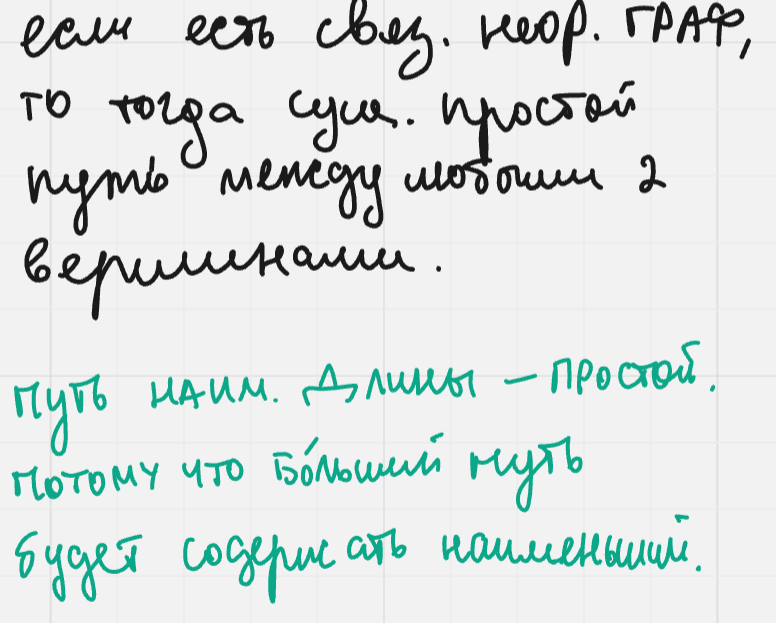 если есть связ. неор. ГРАФ,
то тогда сущ. простой
путь между любыми 2
вершинами.
путь наим. Длины – простой.
потому что бо́льший путь
будет содержать наименьший.